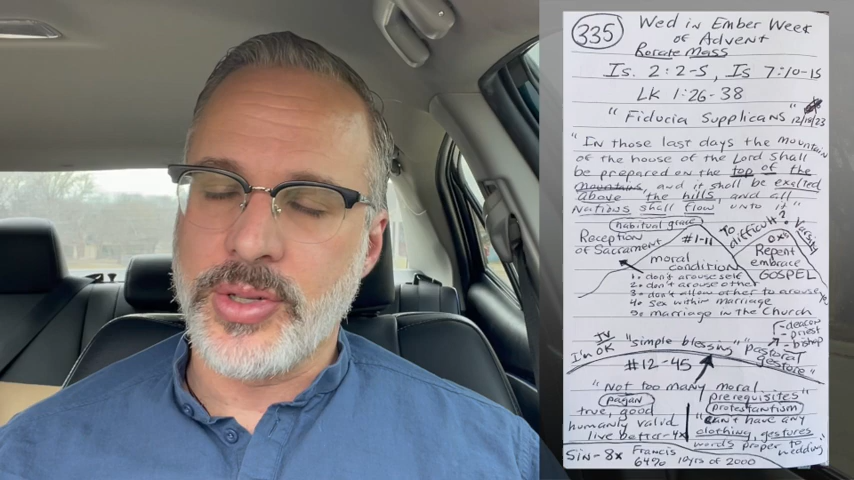 335
Wed in Ember Week
of Advent
Rorate Mass
Is. 2:2-5, Is 7:10-15
LK 1:26-38
"Fiducia Supplicans" 12/18/23
"In those last days the mountain
of the house of the Lord shall
be prepared on the top of the
mountains, and it shall be exalted
above the hills, and all
Nations shall flow unto it"
habitual grace
Reception
of Sacrament
#1-11
To difficult?
moral
condition
1. don't arouse self
2. don't arouse other
3. don't allow other to arouse
4. Sex within marriage
5. marriage in the Church
Repent
embrace
GOSPEL
TV
I'm OK
"simple blessing"
pastoral
gesture"
- deacon
- priest
- bishop
#12-45
"Not too many moral
prerequisites"
pagan
true, good
humanly valid
live better-4x
protestantism
"Can't have any
clothing, gestures
words proper to
wedding"
Sin-8x
Francis
64%
10yrs of 2000